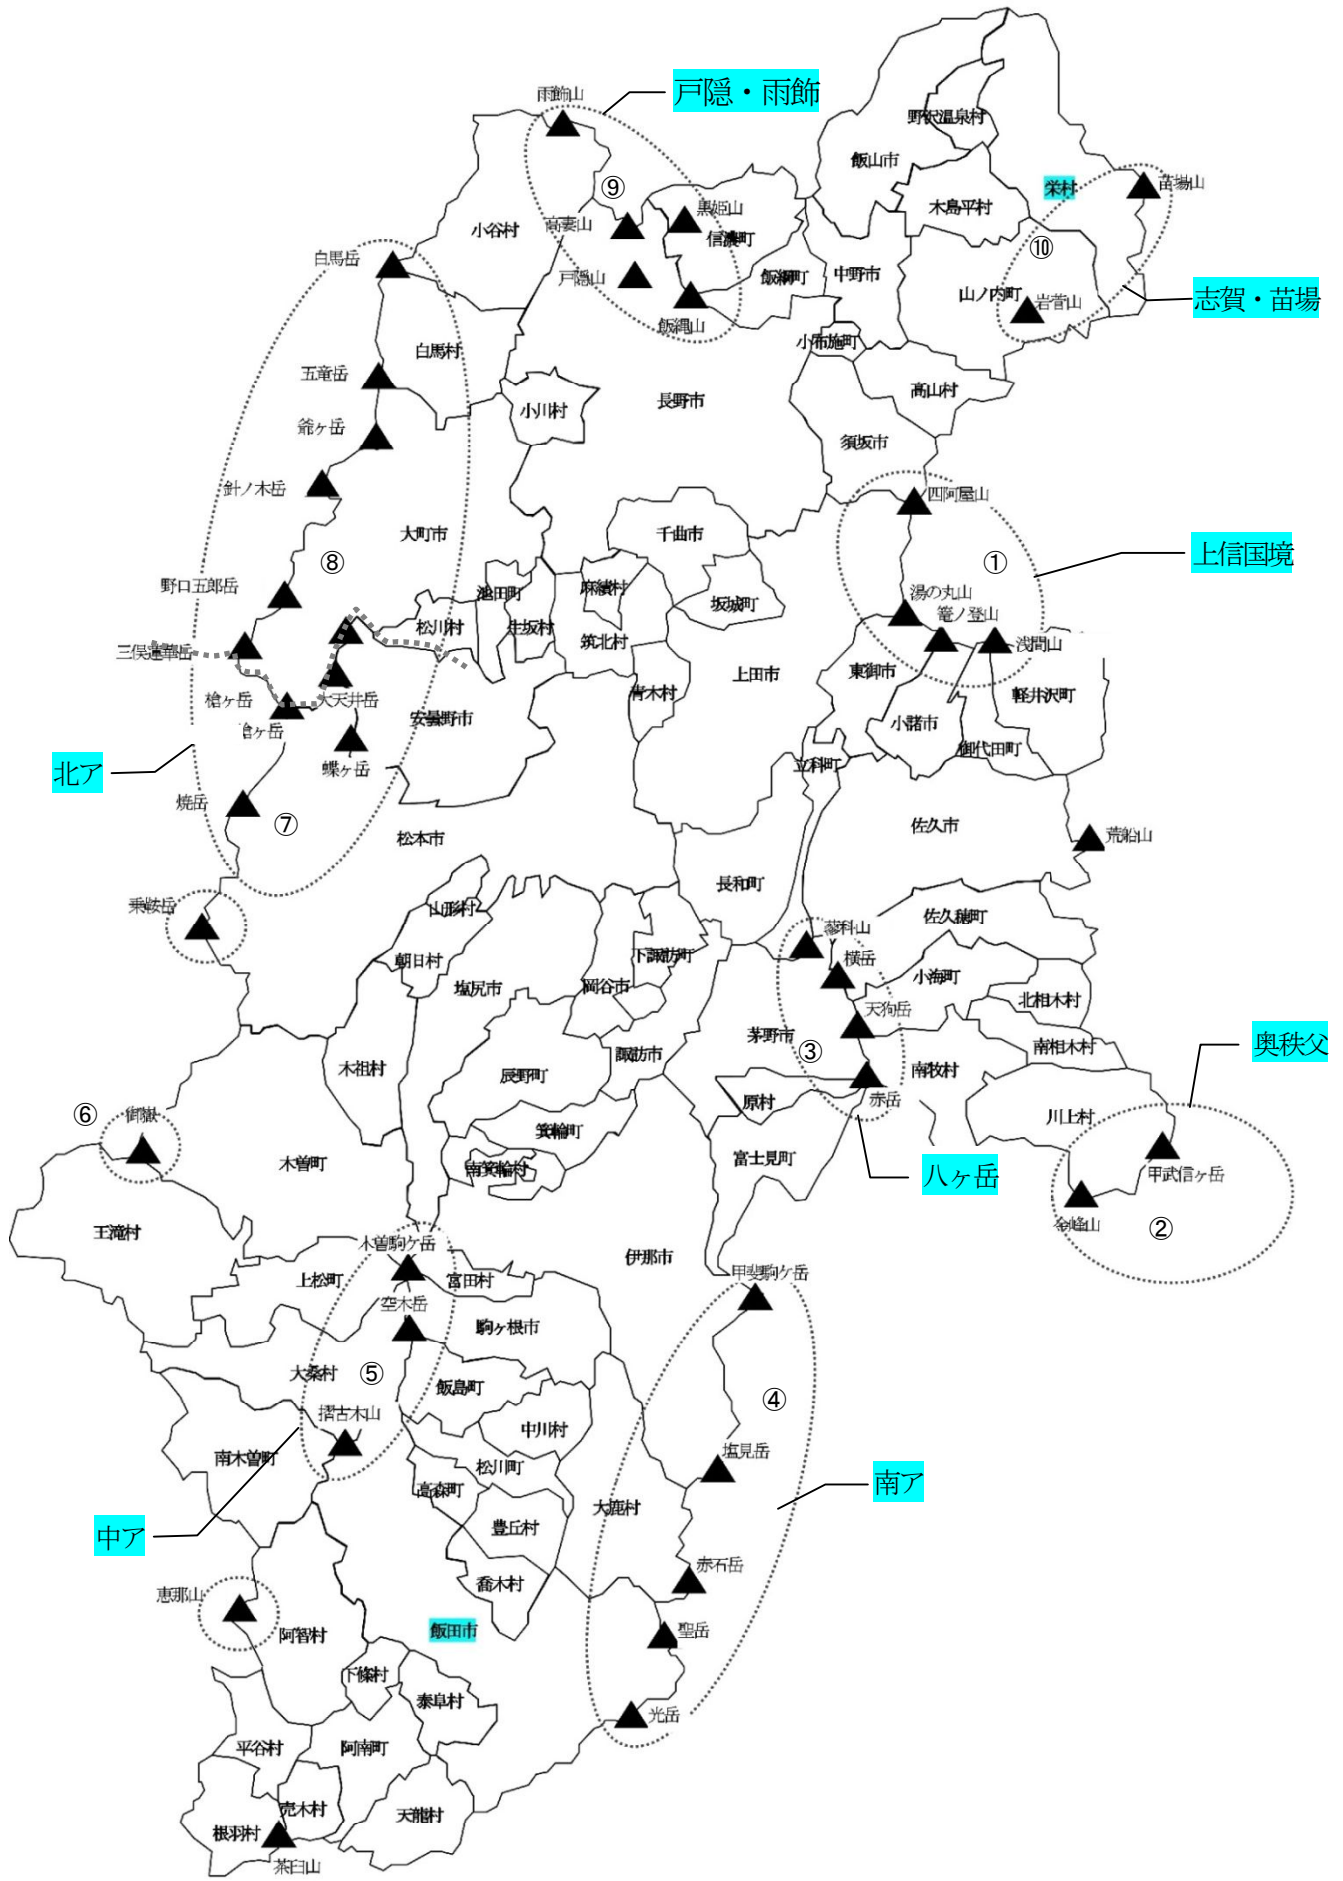 戸隠・雨飾
雨飾山
野沢温泉村
飯山市
⑨
苗場山
栄村
黒姫山
木島平村
高妻山
小谷村
信濃町
⑩
白馬岳
戸隠山
飯綱町
中野市
山ノ内町
志賀・苗場
岩菅山
飯縄山
小布施町
白馬村
五竜岳
高山村
長野市
小川村
爺ヶ岳
須坂市
針ノ木岳
四阿屋山
大町市
千曲市
上信国境
⑧
①
野口五郎岳
池田町
麻績村
湯の丸山
坂城町
篭ノ登山
松川村
生坂村
筑北村
浅間山
三俣蓮華岳
上田市
東御市
槍ヶ岳
大天井岳
青木村
軽井沢町
安曇野市
小諸市
槍ヶ岳
御代田町
蝶ヶ岳
立科町
北ア
焼岳
⑦
佐久市
荒船山
松本市
長和町
乗鞍岳
山形村
佐久穂町
蓼科山
下諏訪町
朝日村
横岳
小海町
塩尻市
岡谷市
北相木村
天狗岳
茅野市
③
諏訪市
南相木村
奥秩父
木祖村
辰野町
南牧村
赤岳
原村
⑥
御嶽
川上村
箕輪町
木曽町
南箕輪村
富士見町
八ヶ岳
甲武信ヶ岳
王滝村
金峰山
②
木曽駒ケ岳
伊那市
上松町
富田村
甲斐駒ケ岳
空木岳
駒ヶ根市
大桑村
⑤
飯島町
④
摺古木山
中川村
南木曽町
松川町
塩見岳
南ア
高森町
大鹿村
豊丘村
中ア
赤石岳
喬木村
恵那山
阿智村
飯田市
聖岳
下條村
泰阜村
光岳
平谷村
阿南町
売木村
天龍村
根羽村
茶臼山